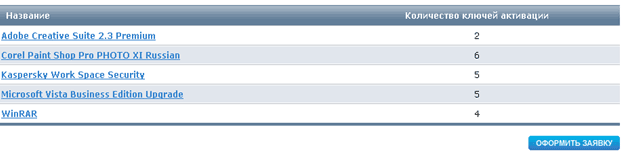 Название Количество ключей активации
Adobe Creative Suite 2.3 Premium 2
Corel Paint Shop Pro PHOTO XI Russian 6
Kaspersky Work Space Security 5
Microsoft Vista Business Edition Upgrade 5
WinRAR 4
ОФОРМИТЬ ЗАЯВКУ